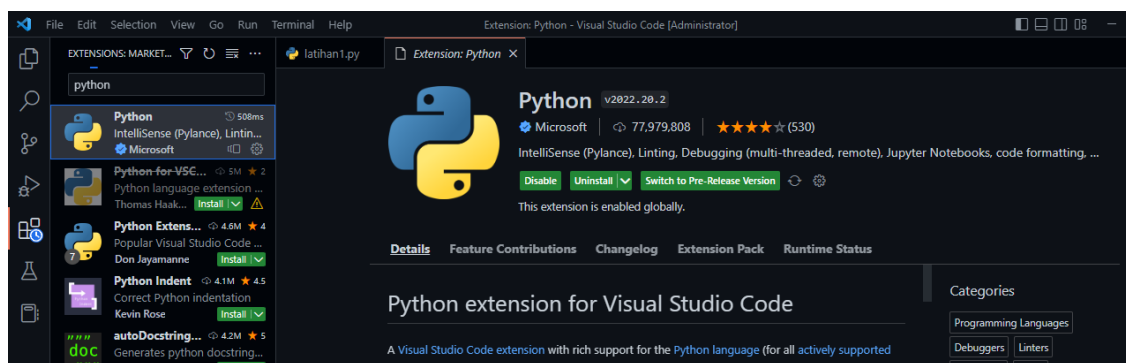 File Edit Selection View Go Run Terminal Help Extension: Python - Visual Studio Code [Administrator]
EXTENSIONS: MARKET... latihan1.py Extension: Python
python
Python 508ms
IntelliSense (Pylance), Lintin...
Microsoft
Python for VSC... 5M 2
Python language extension ...
Thomas Haak... Install
Python Extens... 4.6M 4
Popular Visual Studio Code ...
7 Don Jayamanne Install
Python Indent 4.1M 4.5
Correct Python indentation
Kevin Rose Install
""" doc
autoDocstring... 4.2M 5
Generates python docstring...
Python v2022.20.2
Microsoft 77,979,808 (530)
IntelliSense (Pylance), Linting, Debugging (multi-threaded, remote), Jupyter Notebooks, code formatting, ...
Disable Uninstall Switch to Pre-Release Version
This extension is enabled globally.
Details Feature Contributions Changelog Extension Pack Runtime Status
Python extension for Visual Studio Code
A Visual Studio Code extension with rich support for the Python language (for all actively supported
Categories
Programming Languages
Debuggers Linters